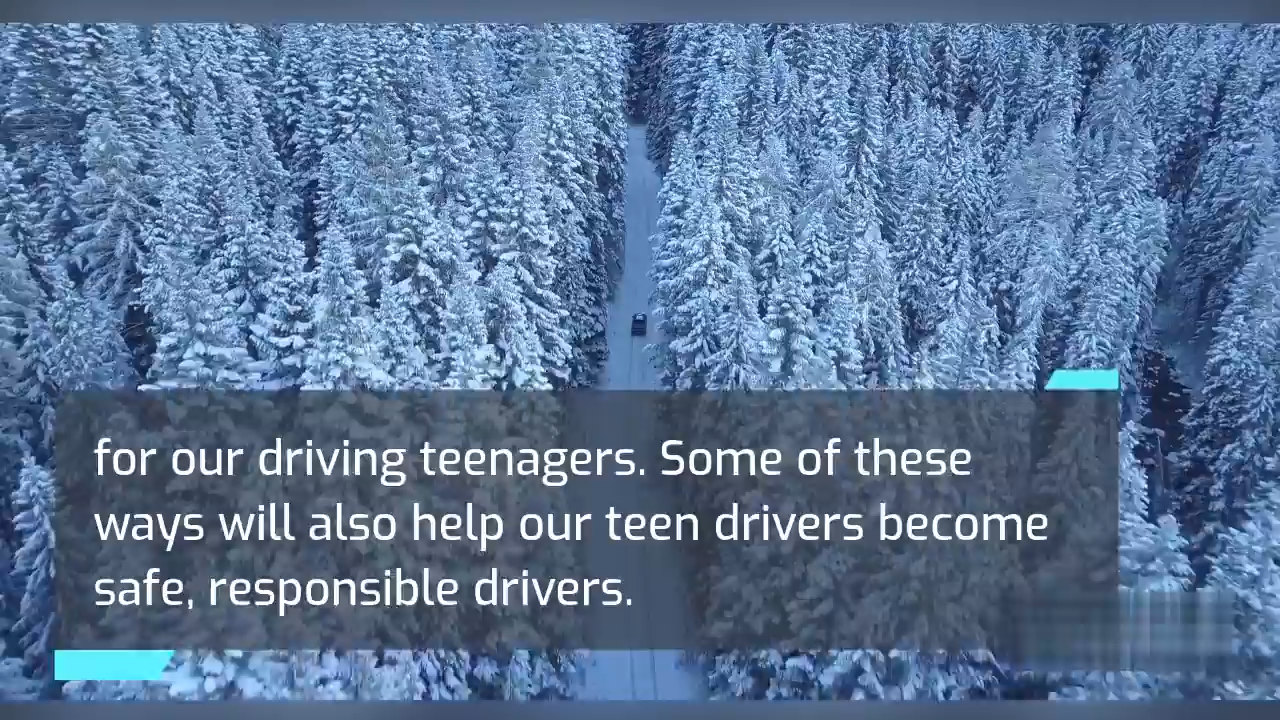 for our driving teenagers. Some of these
ways will also help our teen drivers become
safe, responsible drivers.